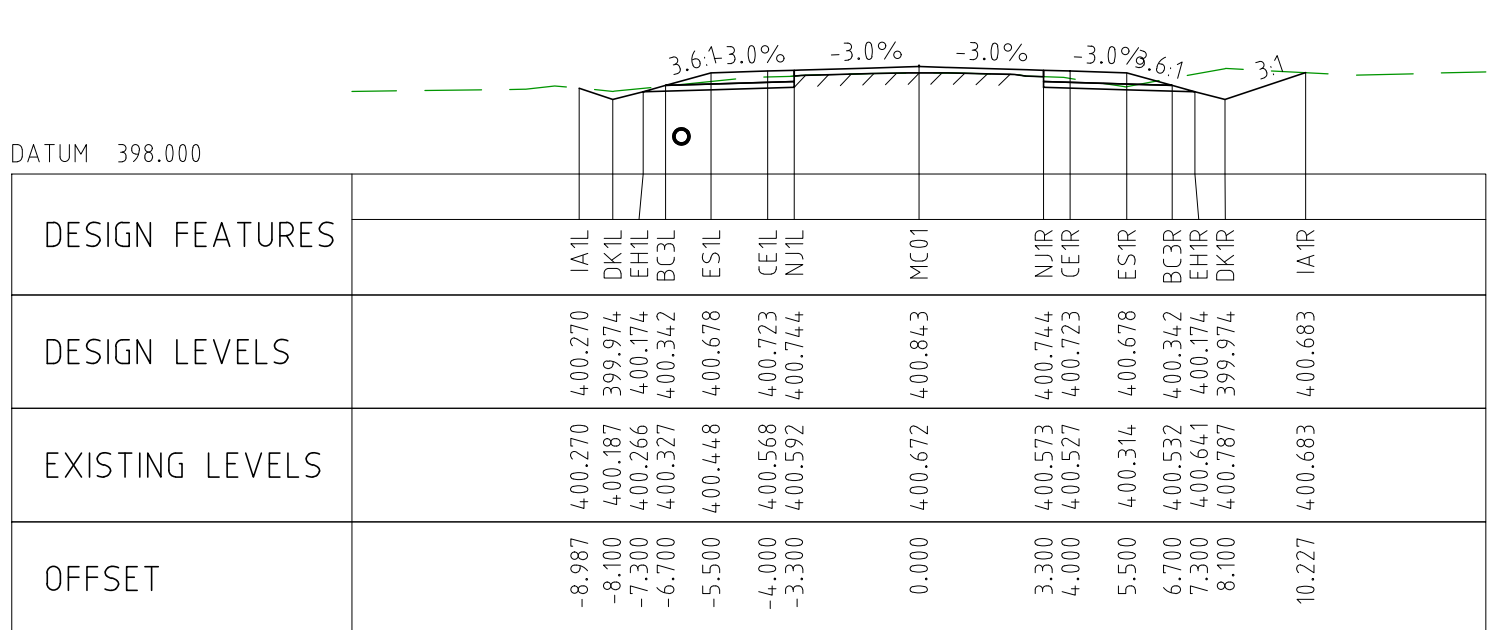 3.6:1 -3.0% -3.0% -3.0% -3.0% 3.6:1 3:1
DATUM 398.000
DESIGN FEATURES IA1L DK1L EH1L BC3L ES1L CE1L NJ1L MC01 NJ1R CE1R ES1R BC3R EH1R DK1R IA1R
DESIGN LEVELS 400.270 399.974 400.174 400.342 400.678 400.723 400.744 400.843 400.744 400.723 400.678 400.342 400.174 399.974 400.683
EXISTING LEVELS 400.270 400.187 400.266 400.327 400.448 400.568 400.592 400.672 400.573 400.527 400.314 400.532 400.641 400.787 400.683
OFFSET -8.987 -8.100 -7.300 -6.700 -5.500 -4.000 -3.300 0.000 3.300 4.000 5.500 6.700 7.300 8.100 10.227